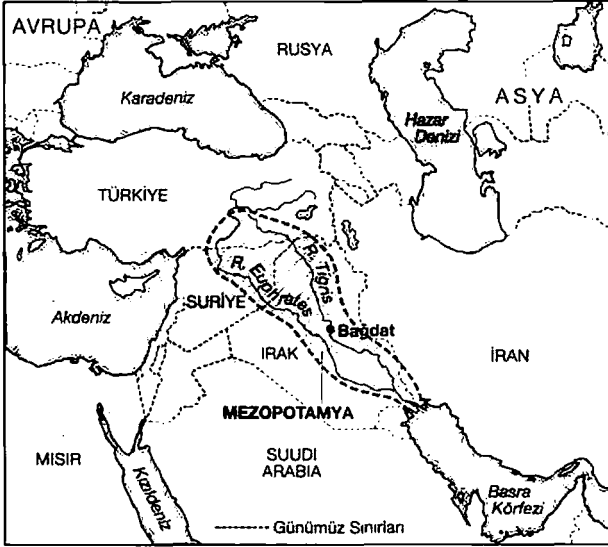 AVRUPA
RUSYA
Karadeniz
Hazar
Denizi
ASYA
TÜRKİYE
R. Tigris
R. Euphrates
SURİYE
Akdeniz
Bağdat
IRAK
İRAN
MEZOPOTAMYA
MISIR
SUUDİ
ARABIA
Kızıldeniz
Basra
Körfezi
Günümüz Sınırları